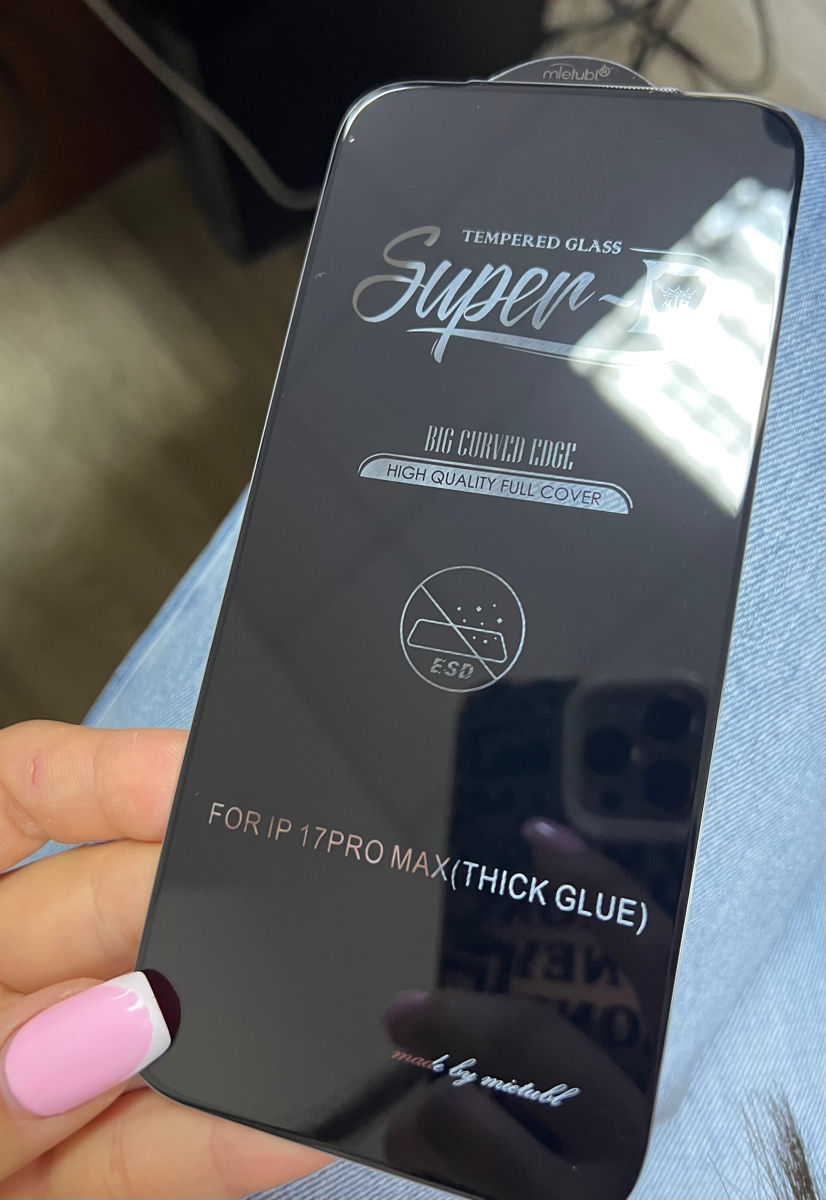 mietubl®
TEMPERED GLASS
Super-D
BIG CURVED EDGE
HIGH QUALITY FULL COVER
ESD
FOR IP 17PRO MAX(THICK GLUE)
NEW
made by mietubl